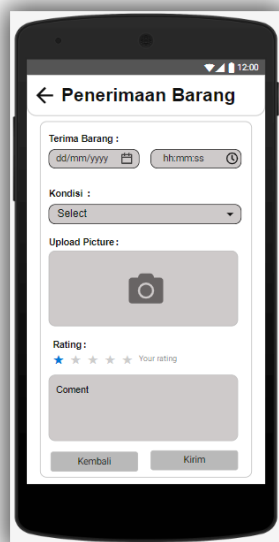 12:00
Penerimaan Barang
Terima Barang :
dd/mm/yyyy hh:mm:ss
Kondisi :
Select
Upload Picture :
Rating :
Your rating
Coment
Kembali Kirim